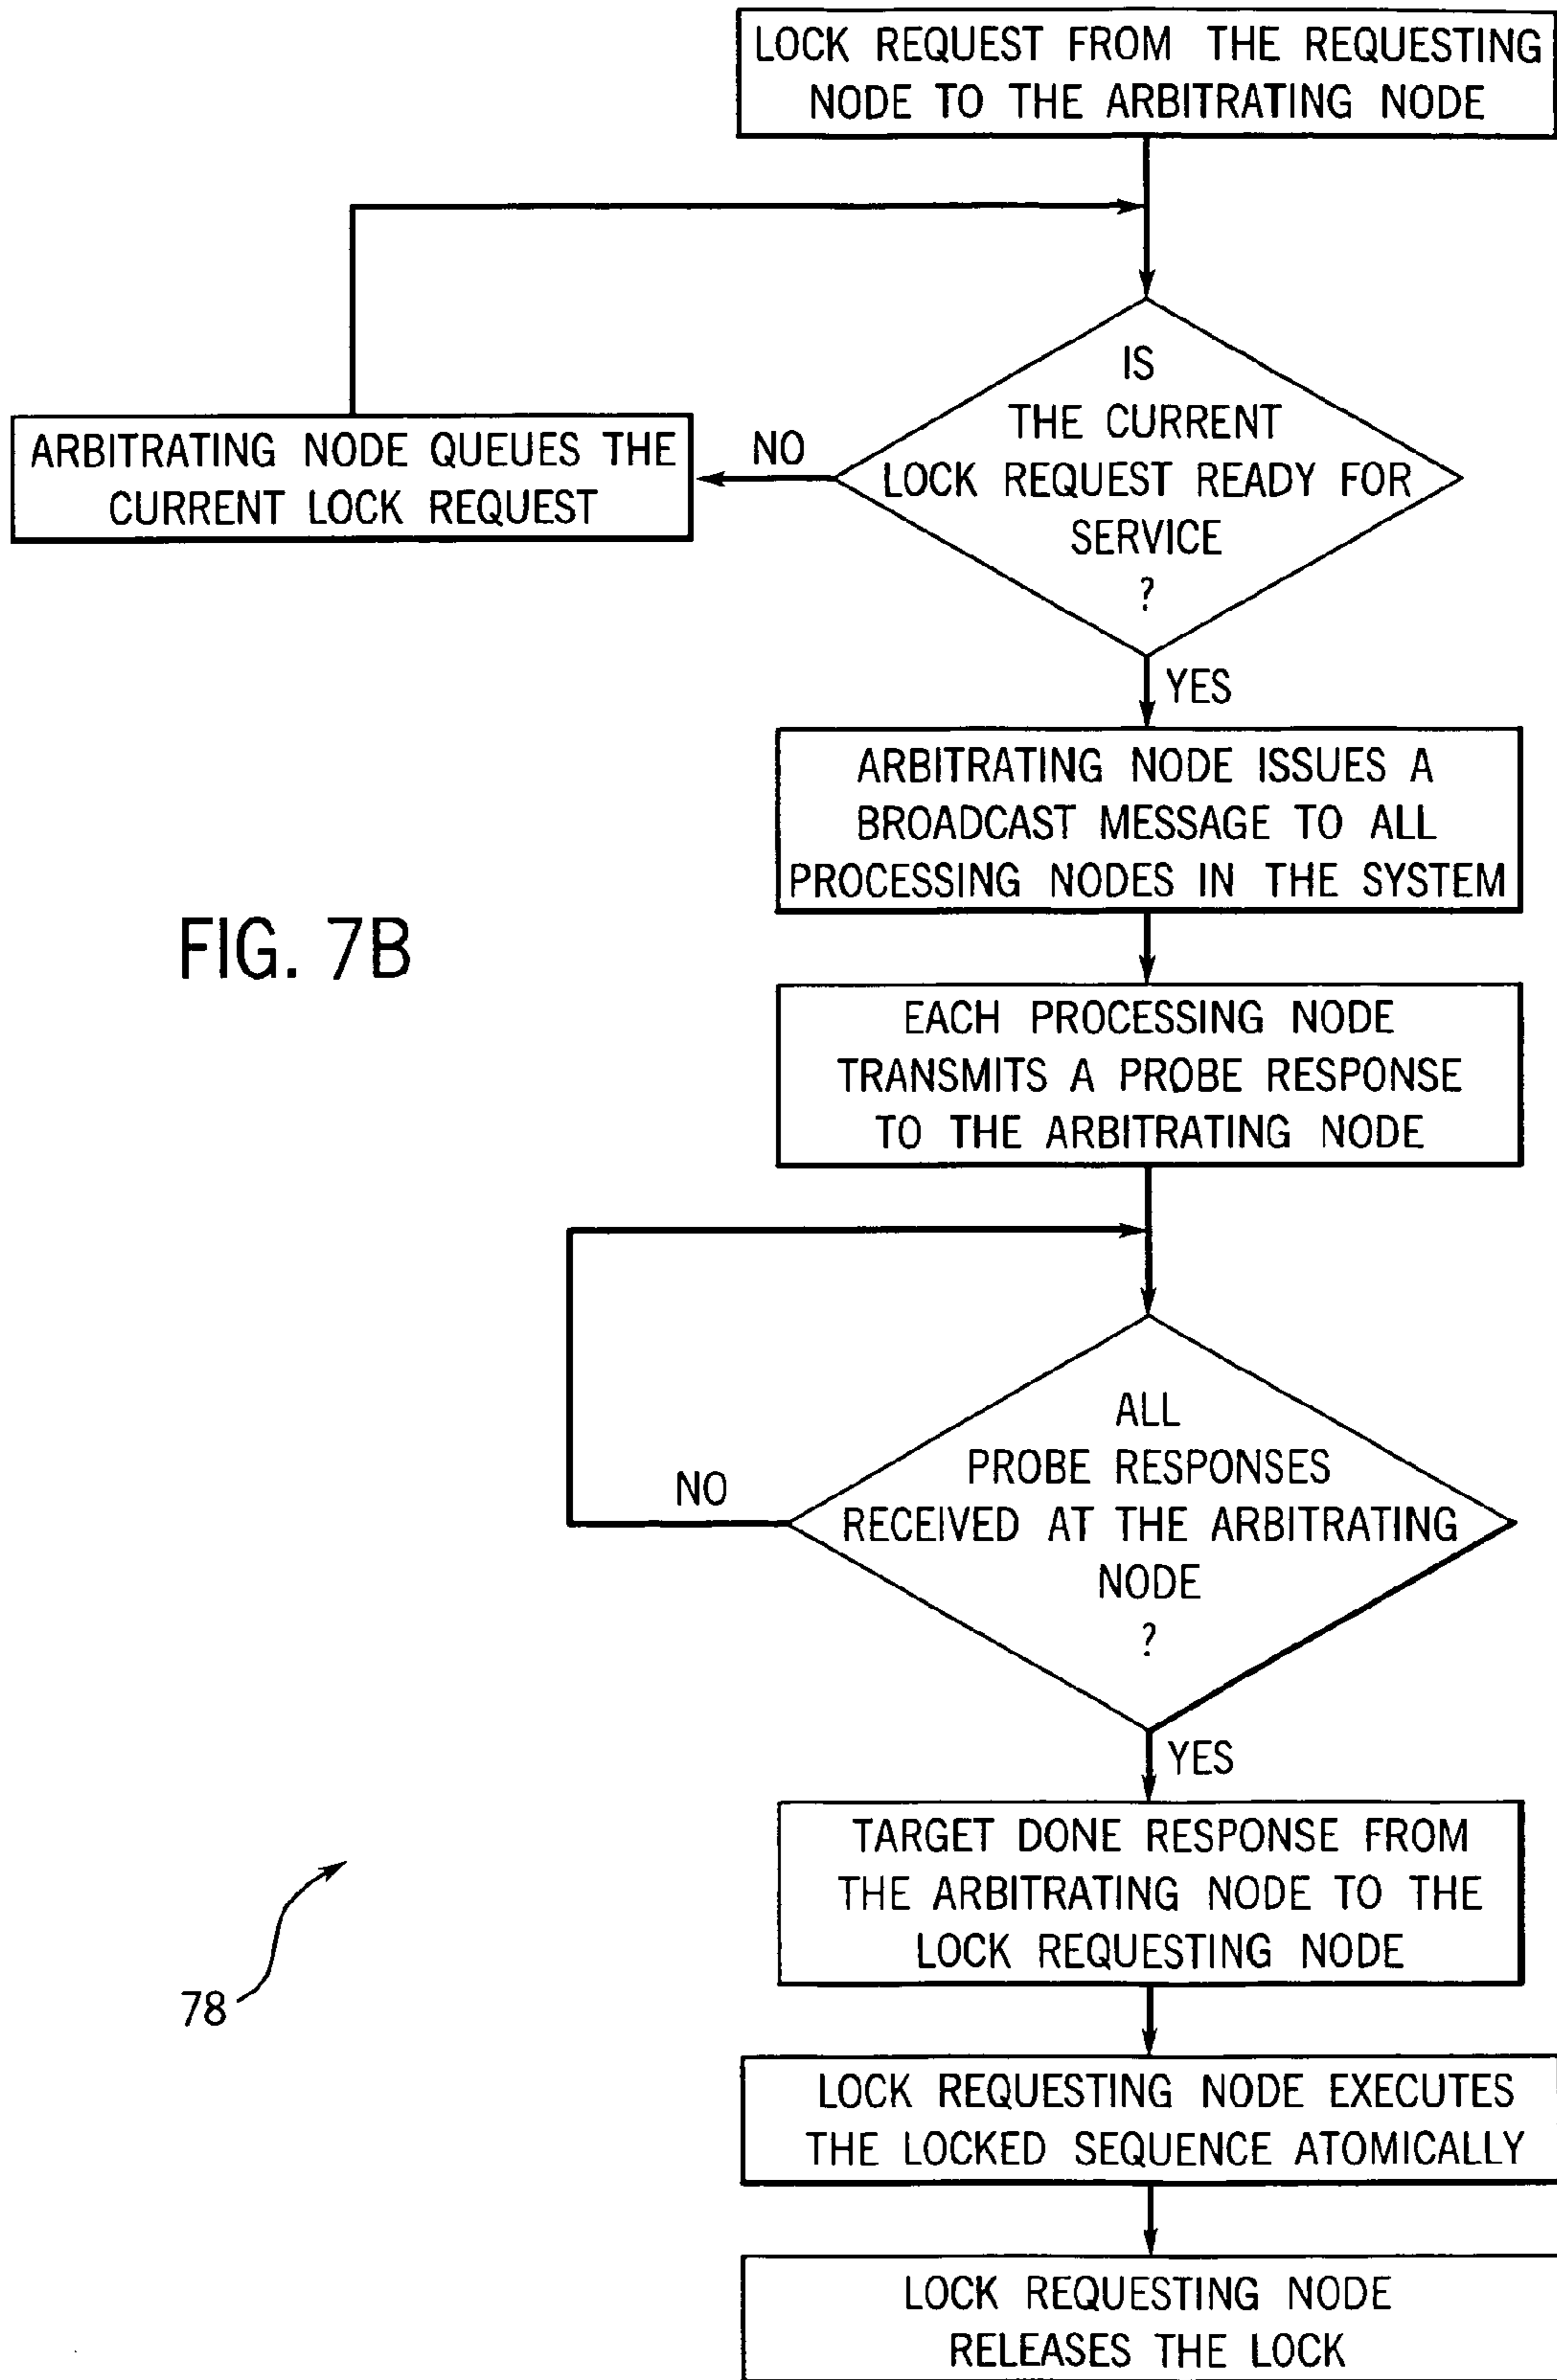 LOCK REQUEST FROM THE REQUESTING
NODE TO THE ARBITRATING NODE
IS
THE CURRENT
LOCK REQUEST READY FOR
SERVICE
?
NO
ARBITRATING NODE QUEUES THE
CURRENT LOCK REQUEST
YES
ARBITRATING NODE ISSUES A
BROADCAST MESSAGE TO ALL
PROCESSING NODES IN THE SYSTEM
FIG. 7B
EACH PROCESSING NODE
TRANSMITS A PROBE RESPONSE
TO THE ARBITRATING NODE
ALL
PROBE RESPONSES
RECEIVED AT THE ARBITRATING
NODE
?
NO
YES
TARGET DONE RESPONSE FROM
THE ARBITRATING NODE TO THE
LOCK REQUESTING NODE
78
LOCK REQUESTING NODE EXECUTES
THE LOCKED SEQUENCE ATOMICALLY
LOCK REQUESTING NODE
RELEASES THE LOCK